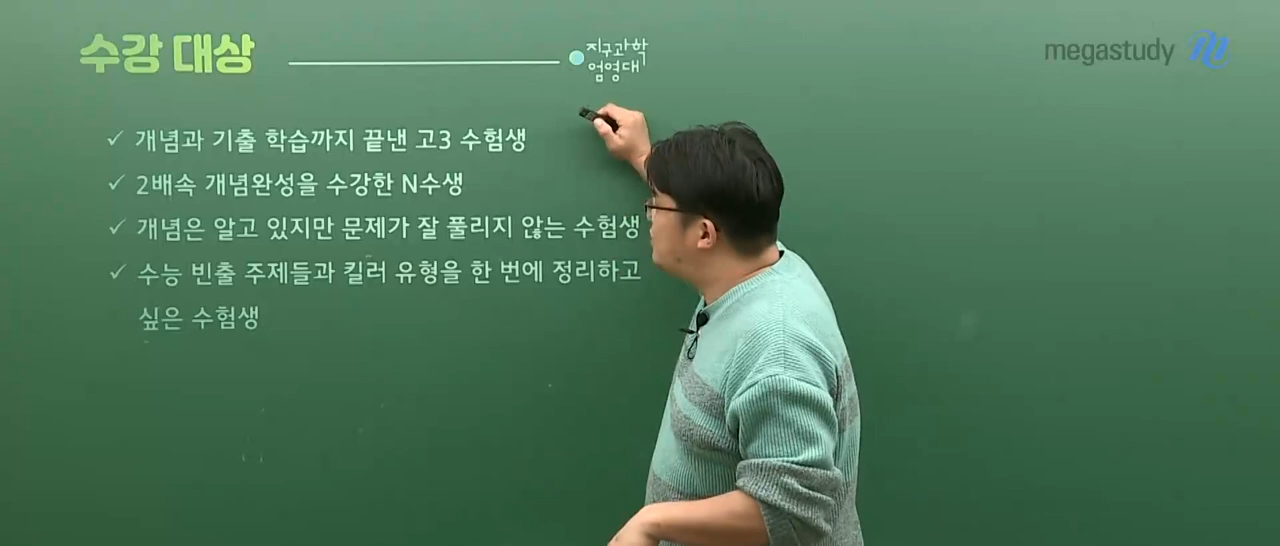 수강 대상
지구과학
엄영대
megastudy
✓ 개념과 기출 학습까지 끝낸 고3 수험생
✓ 2배속 개념완성을 수강한 N수생
✓ 개념은 알고 있지만 문제가 잘 풀리지 않는 수험생
✓ 수능 빈출 주제들과 킬러 유형을 한 번에 정리하고
싶은 수험생